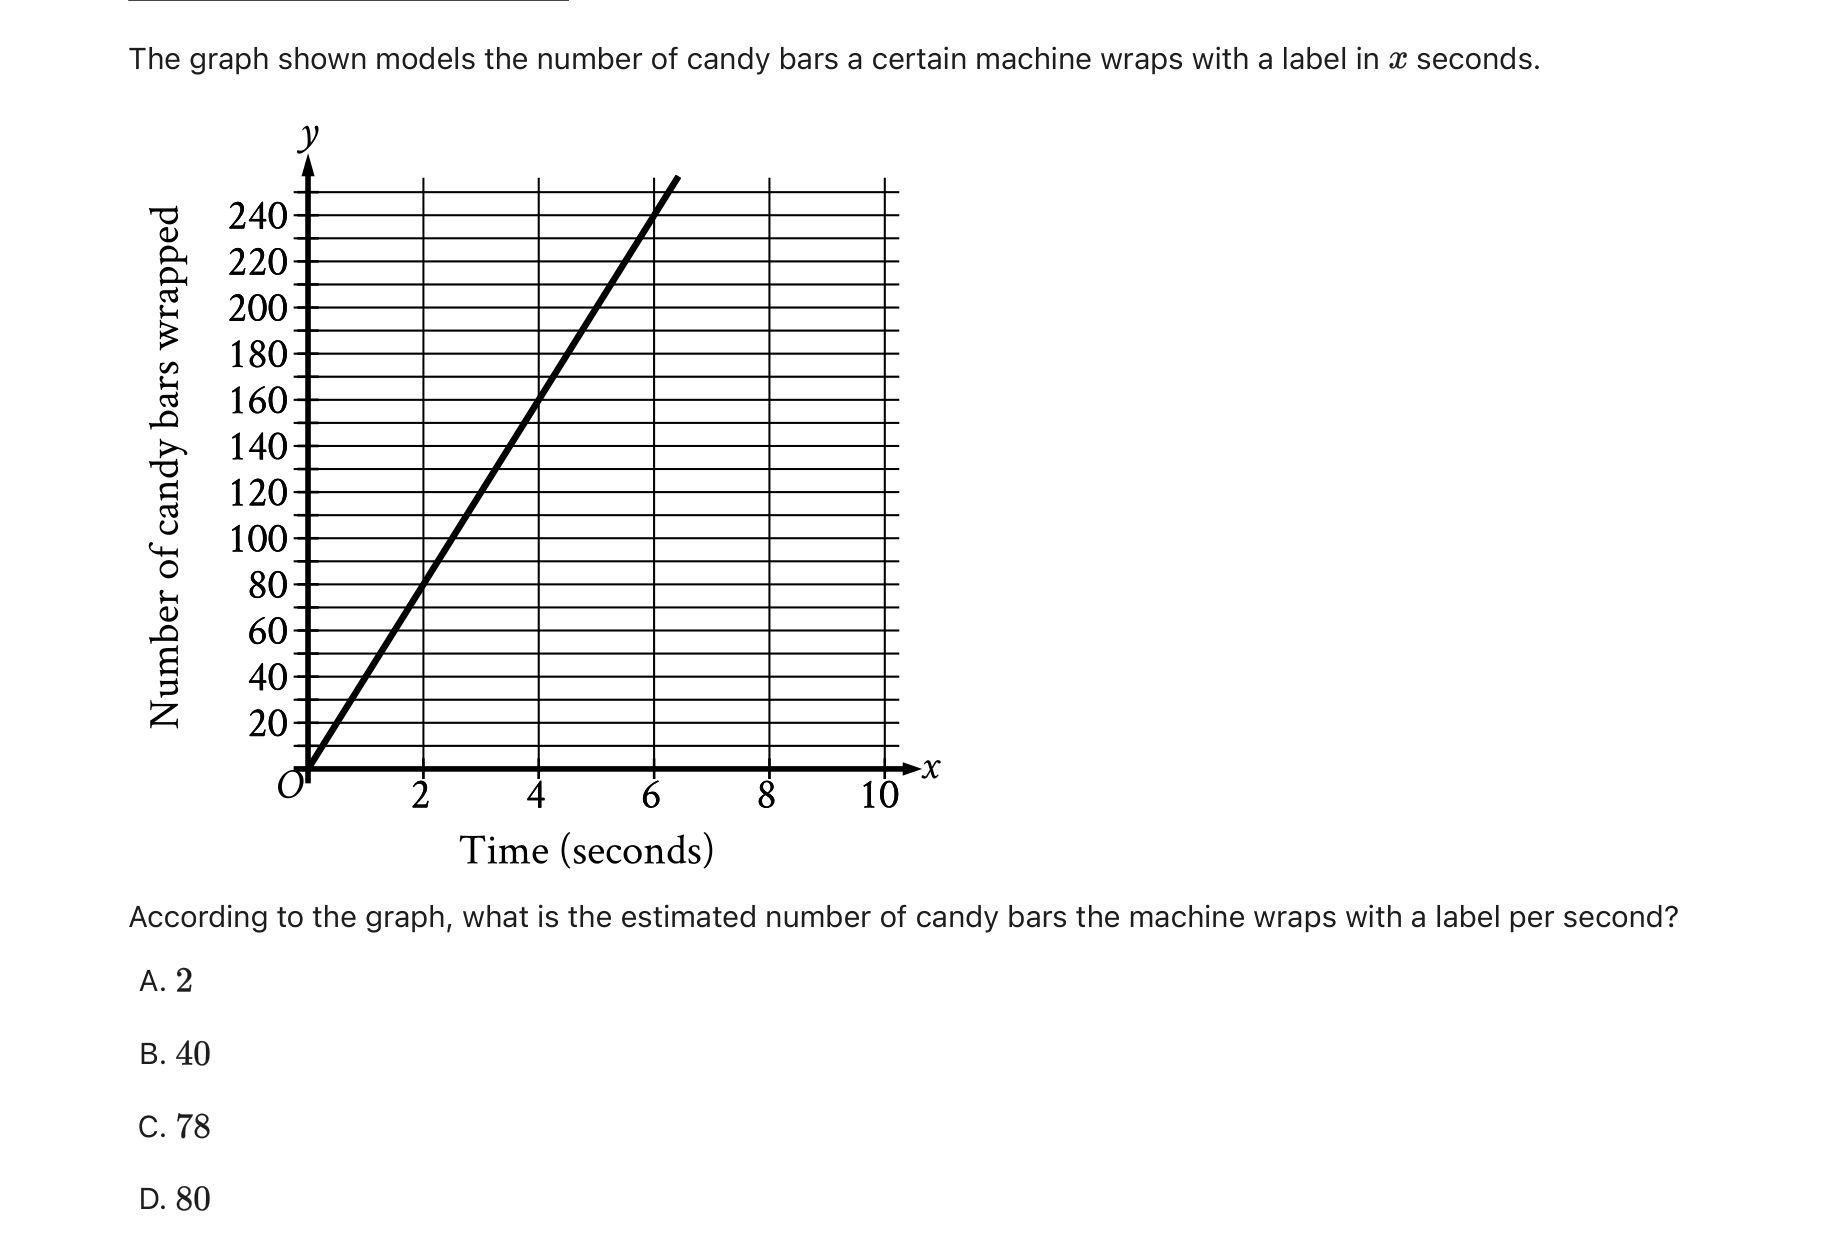 The graph shown models the number of candy bars a certain machine wraps with a label in x seconds.
y
Number of candy bars wrapped
240
220
200
180
160
140
120
100
80
60
40
20
O
2 4 6 8 10
x
Time (seconds)
According to the graph, what is the estimated number of candy bars the machine wraps with a label per second?
A. 2
B. 40
C. 78
D. 80